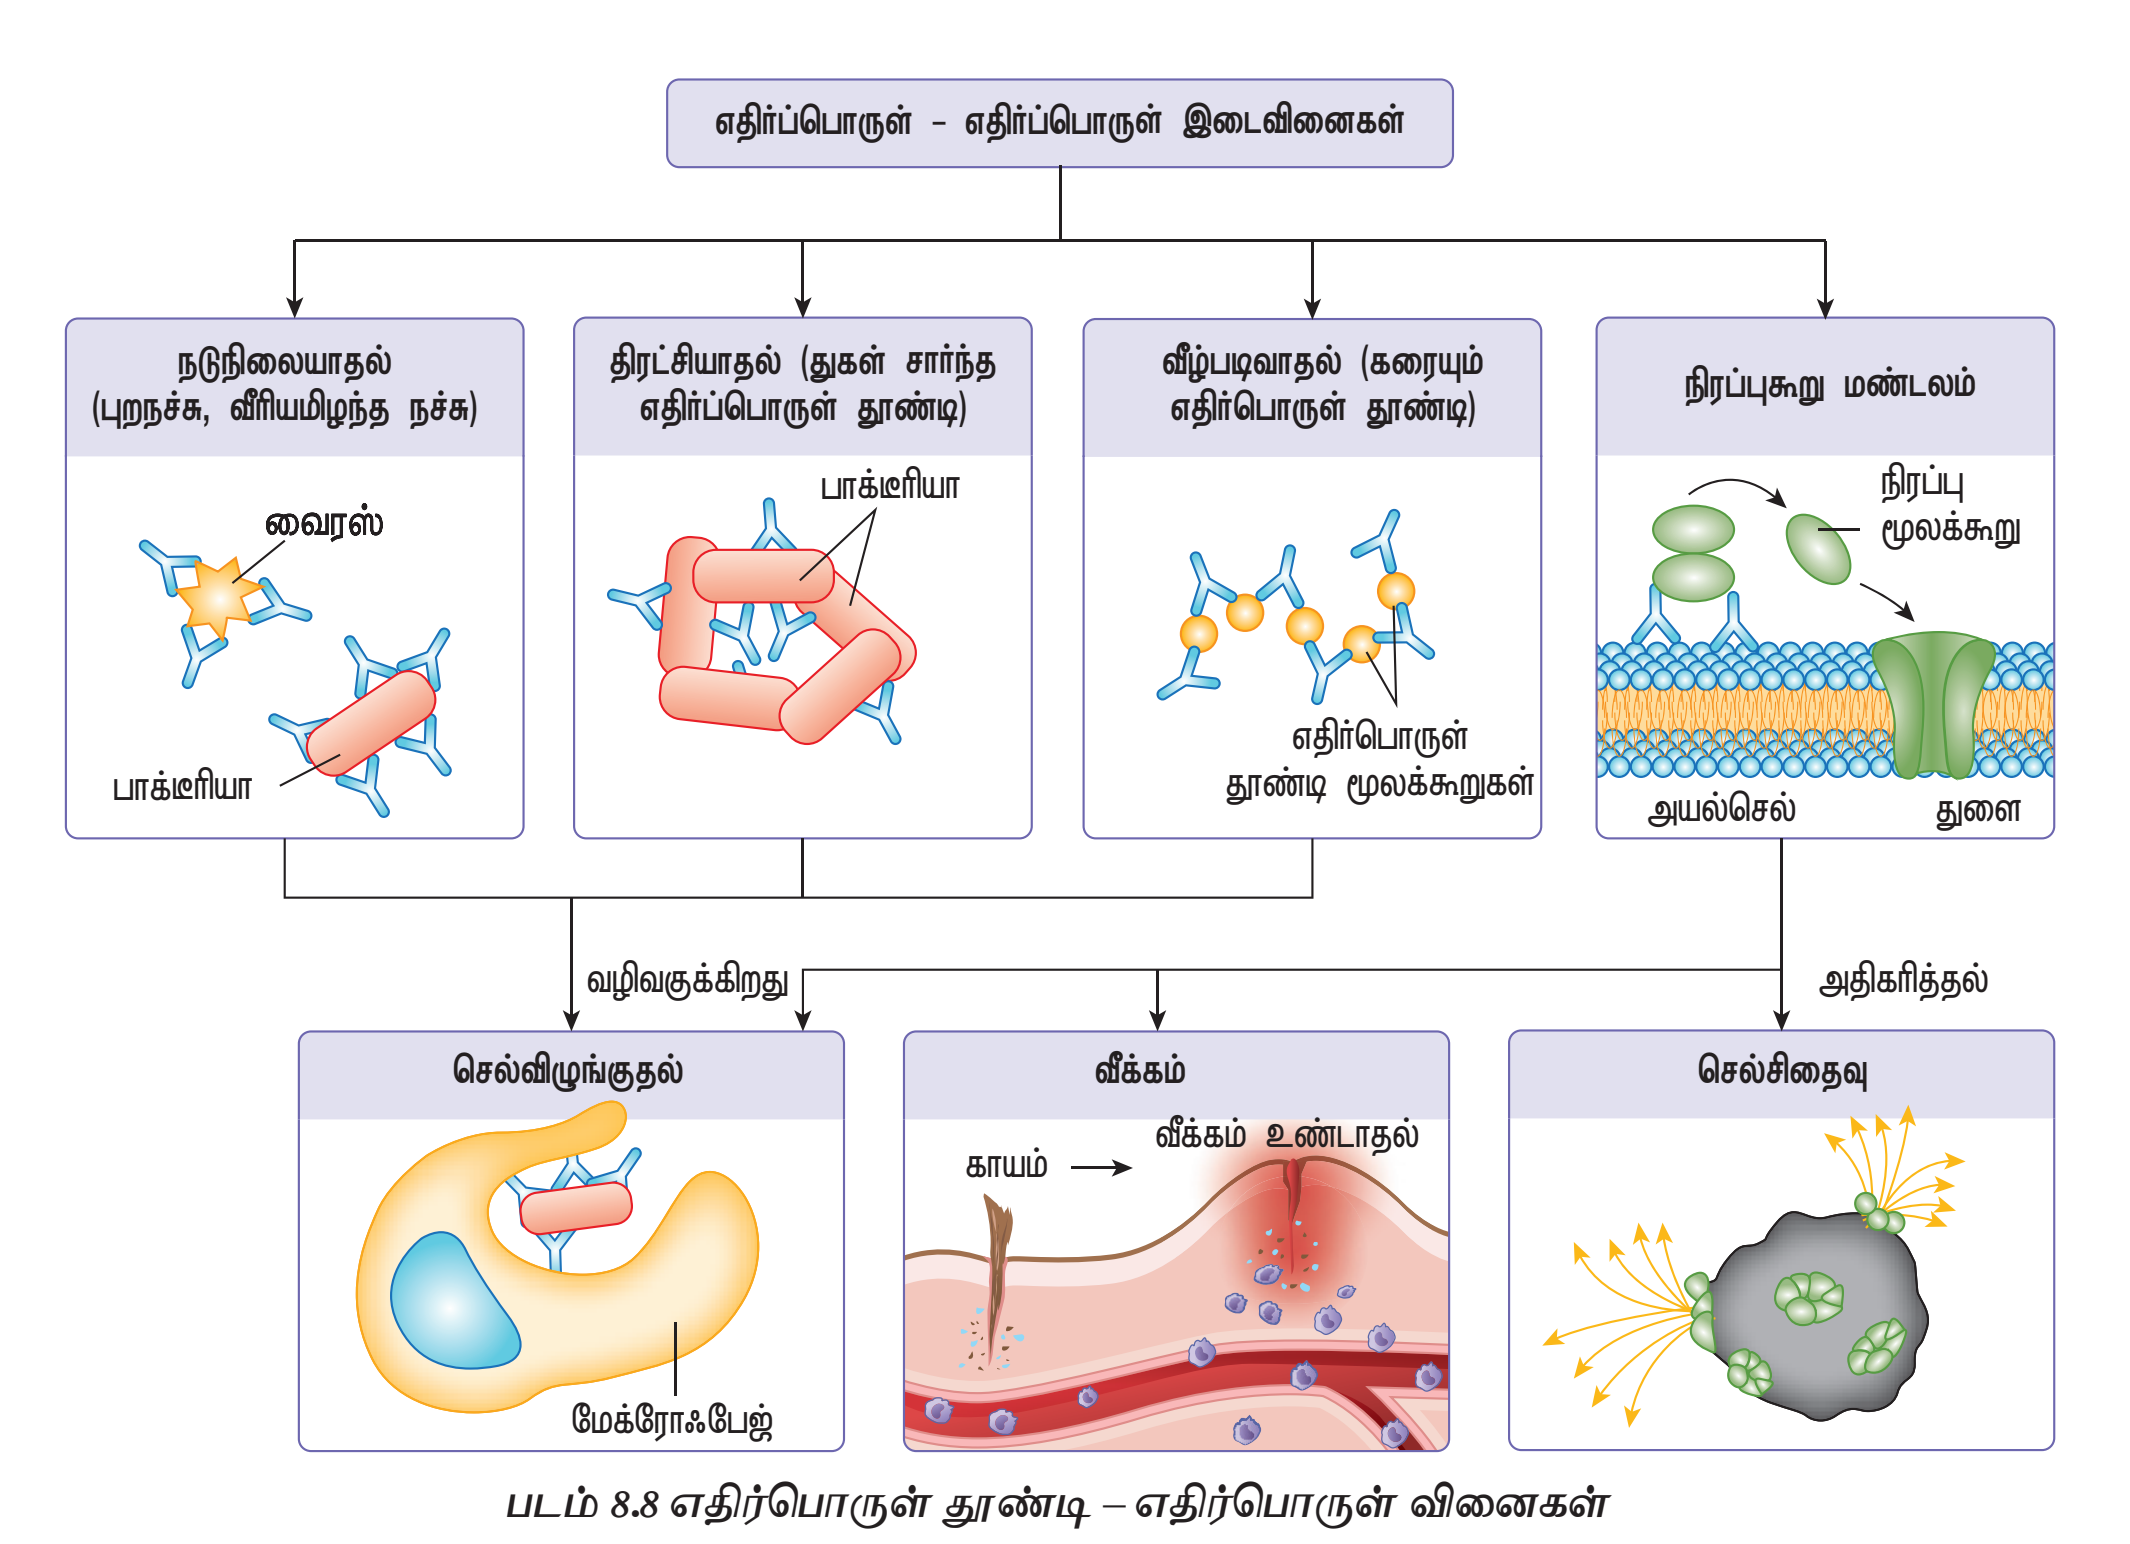 எதிர்ப்பொருள் – எதிர்ப்பொருள் இடைவினைகள்
நடுநிலையாதல்
(புறநச்சு, வீரியமிழந்த நச்சு)
வைரஸ்
பாக்டீரியா
திரட்சியாதல் (துகள் சார்ந்த
எதிர்ப்பொருள் தூண்டி)
பாக்டீரியா
வீழ்படிவாதல் (கரையும்
எதிர்பொருள் தூண்டி)
எதிர்பொருள்
தூண்டி மூலக்கூறுகள்
நிரப்புகூறு மண்டலம்
நிரப்பு
மூலக்கூறு
அயல்செல்
துளை
வழிவகுக்கிறது
அதிகரித்தல்
செல்விழுங்குதல்
மேக்ரோஃபேஜ்
வீக்கம்
காயம்
வீக்கம் உண்டாதல்
செல்சிதைவு
படம் 8.8 எதிர்பொருள் தூண்டி – எதிர்பொருள் வினைகள்